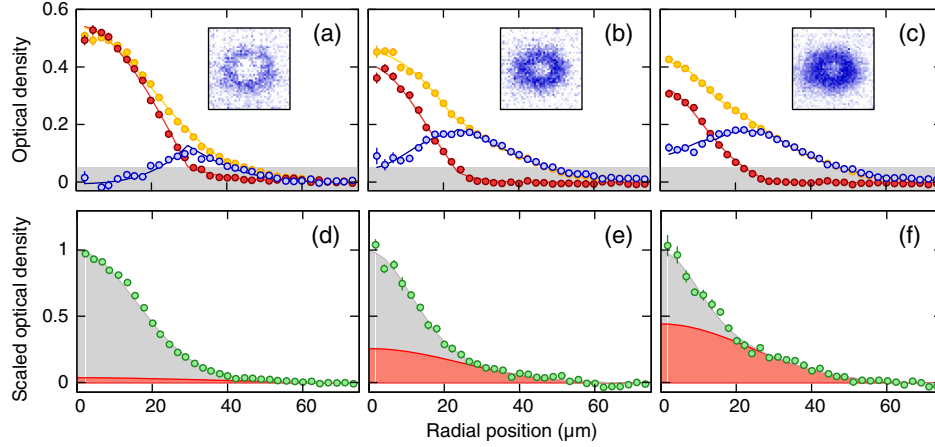 Optical density
0.6
0.4
0.2
0
(a)
(b)
(c)
Scaled optical density
1
0.5
0
(d)
(e)
(f)
0 20 40 60
0 20 40 60
0 20 40 60
Radial position (μm)